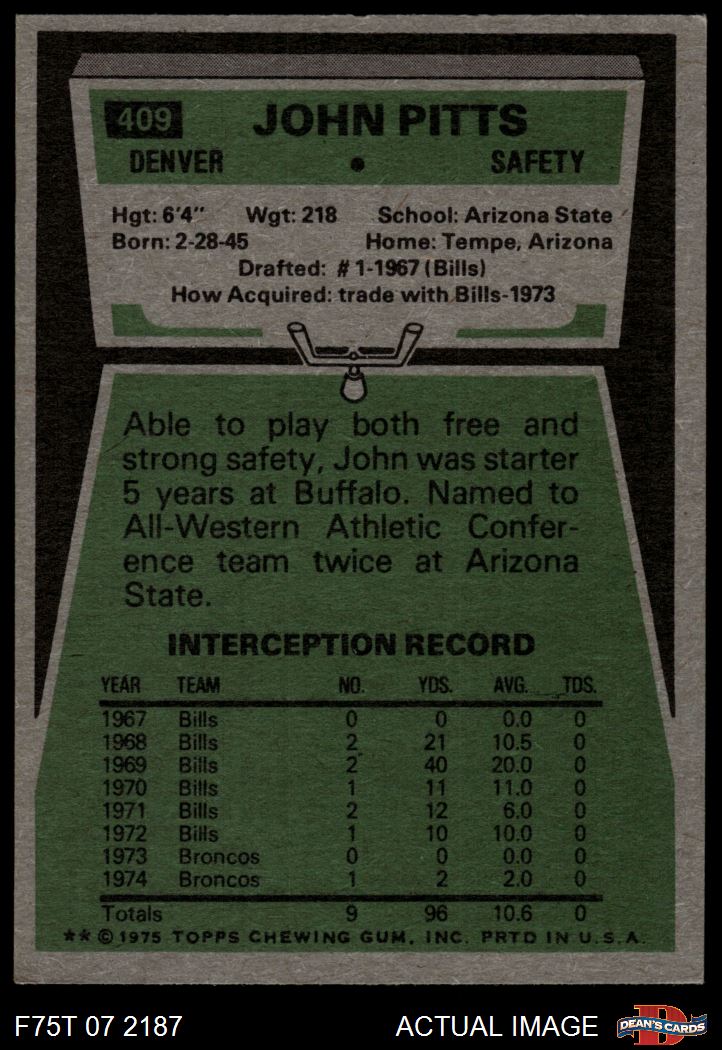 409 JOHN PITTS
DENVER • SAFETY
Hgt: 6'4" Wgt: 218 School: Arizona State
Born: 2-28-45 Home: Tempe, Arizona
Drafted: #1-1967 (Bills)
How Acquired: trade with Bills-1973
Able to play both free and
strong safety, John was starter
5 years at Buffalo. Named to
All-Western Athletic Confer-
ence team twice at Arizona
State.
INTERCEPTION RECORD
YEAR TEAM NO. YDS. AVG. TDS.
1967 Bills 0 0 0.0 0
1968 Bills 2 21 10.5 0
1969 Bills 2 40 20.0 0
1970 Bills 1 11 11.0 0
1971 Bills 2 12 6.0 0
1972 Bills 1 10 10.0 0
1973 Broncos 0 0 0.0 0
1974 Broncos 1 2 2.0 0
Totals 9 96 10.6 0
**© 1975 TOPPS CHEWING GUM, INC. PRTD IN U.S.A.
F75T 07 2187 ACTUAL IMAGE D DEAN'S CARDS